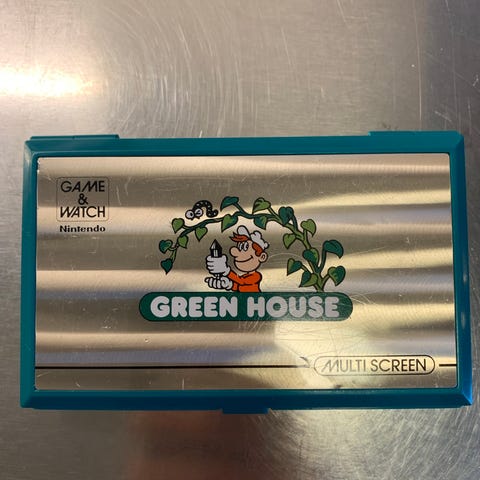 GAME
&
WATCH
Nintendo
GREEN HOUSE
MULTI SCREEN